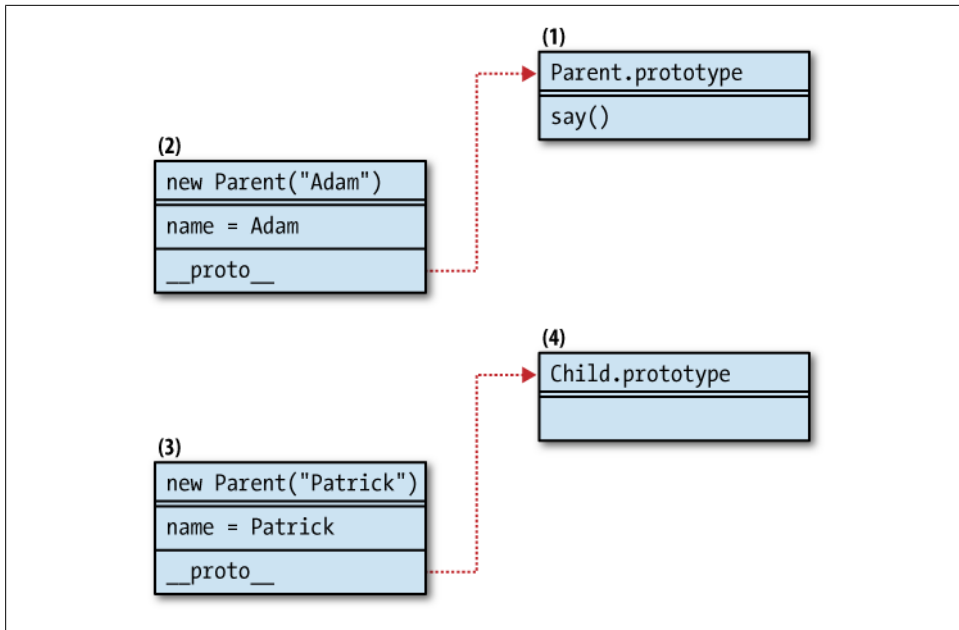 (1)
Parent.prototype
say()
(2)
new Parent("Adam")
name = Adam
__proto__
(4)
Child.prototype
(3)
new Parent("Patrick")
name = Patrick
__proto__